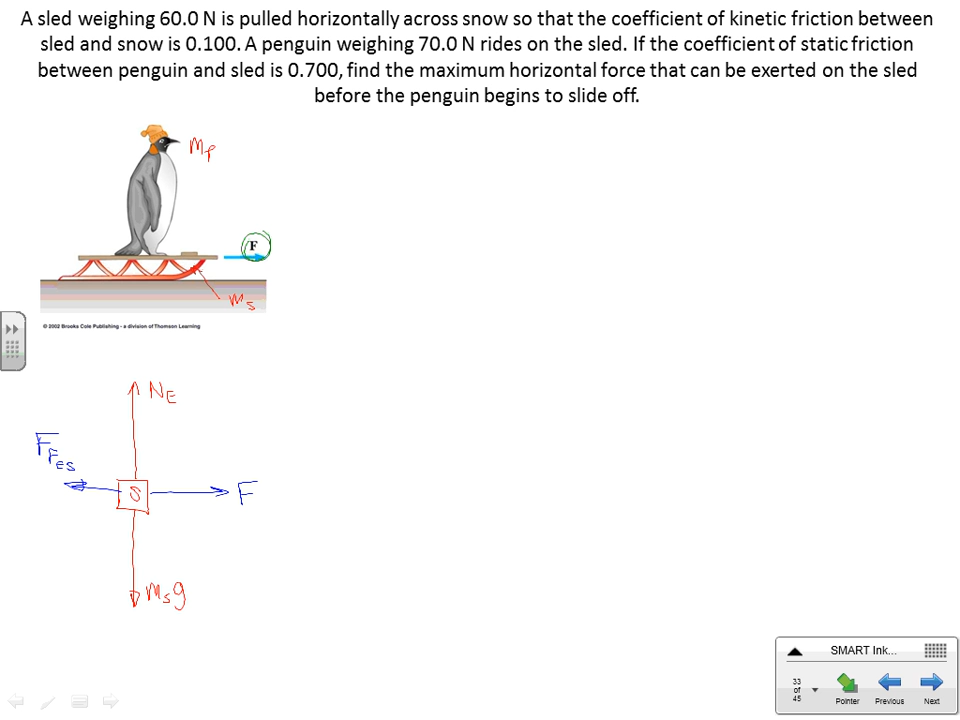 A sled weighing 60.0 N is pulled horizontally across snow so that the coefficient of kinetic friction between
sled and snow is 0.100. A penguin weighing 70.0 N rides on the sled. If the coefficient of static friction
between penguin and sled is 0.700, find the maximum horizontal force that can be exerted on the sled
before the penguin begins to slide off.
mp
F
ms
© 2002 Brooks Cole Publishing - a division of Thomson Learning
NE
FFES
S
F
msg
SMART Ink...
33
of
45
Pointer
Previous
Next